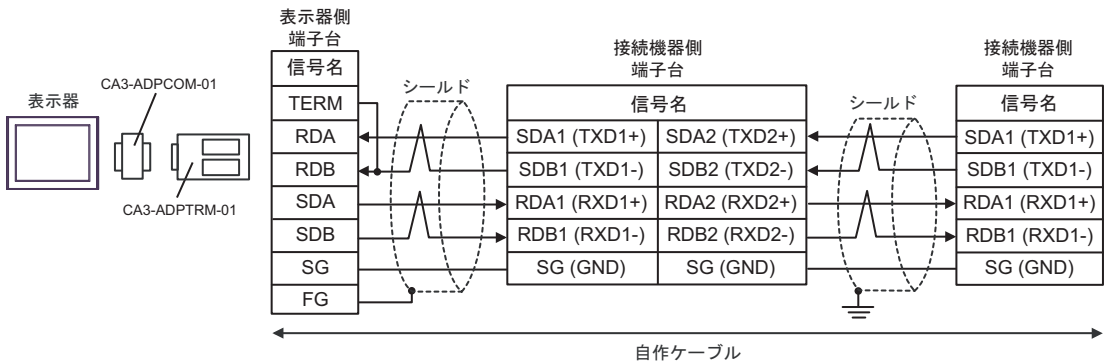 表示器
CA3-ADPCOM-01
CA3-ADPTRM-01
表示器側
端子台
信号名
TERM
RDA
RDB
SDA
SDB
SG
FG
シールド
接続機器側
端子台
信号名
SDA1 (TXD1+) SDA2 (TXD2+)
SDB1 (TXD1-) SDB2 (TXD2-)
RDA1 (RXD1+) RDA2 (RXD2+)
RDB1 (RXD1-) RDB2 (RXD2-)
SG (GND) SG (GND)
シールド
接続機器側
端子台
信号名
SDA1 (TXD1+)
SDB1 (TXD1-)
RDA1 (RXD1+)
RDB1 (RXD1-)
SG (GND)
自作ケーブル